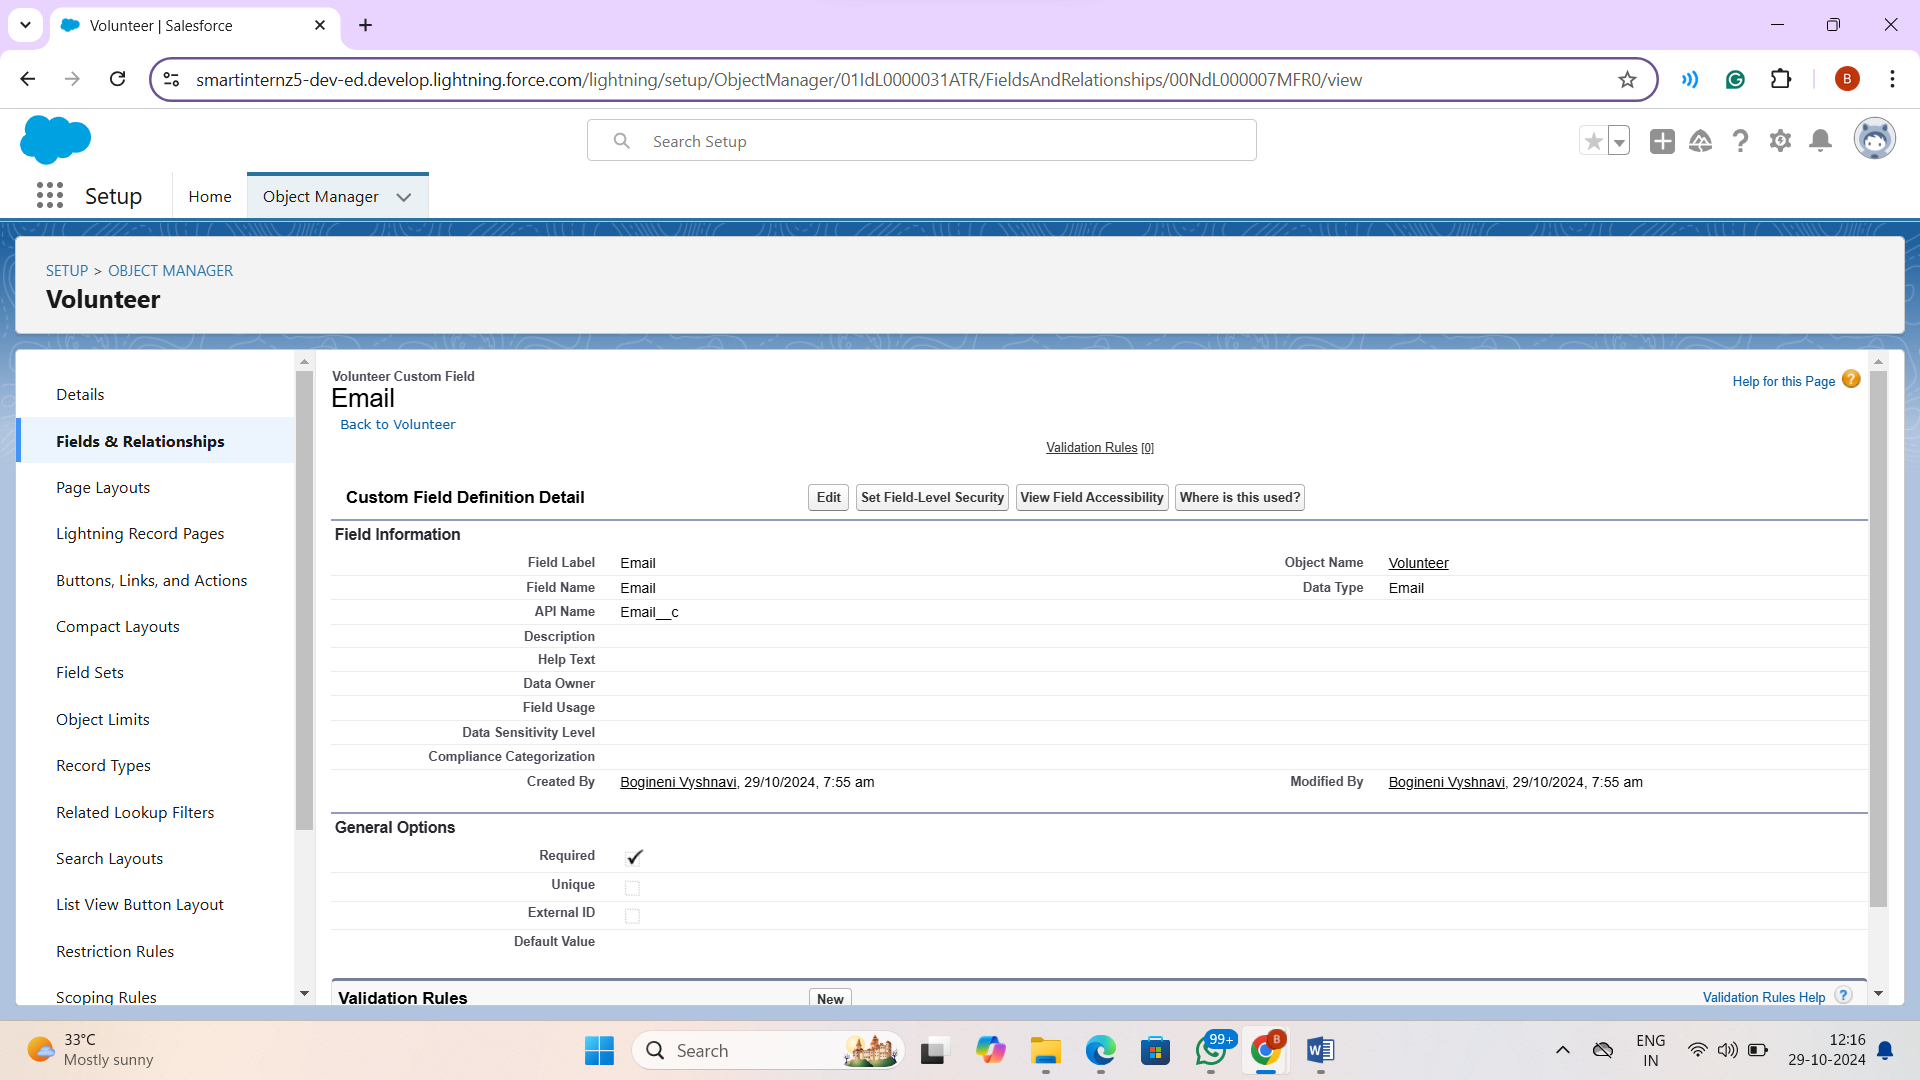 Volunteer | Salesforce
smartinternz5-dev-ed.develop.lightning.force.com/lightning/setup/ObjectManager/01IdL0000031ATR/FieldsAndRelationships/00NdL000007MFR0/view
B
Search Setup
Setup
Home
Object Manager
SETUP > OBJECT MANAGER
Volunteer
Details
Fields & Relationships
Page Layouts
Lightning Record Pages
Buttons, Links, and Actions
Compact Layouts
Field Sets
Object Limits
Record Types
Related Lookup Filters
Search Layouts
List View Button Layout
Restriction Rules
Scoping Rules
Volunteer Custom Field
Email
Help for this Page ?
Back to Volunteer
Validation Rules [0]
Custom Field Definition Detail
Edit
Set Field-Level Security
View Field Accessibility
Where is this used?
Field Information
Field Label Email Object Name Volunteer
Field Name Email Data Type Email
API Name Email__c
Description
Help Text
Data Owner
Field Usage
Data Sensitivity Level
Compliance Categorization
Created By Bogineni Vyshnavi, 29/10/2024, 7:55 am Modified By Bogineni Vyshnavi, 29/10/2024, 7:55 am
General Options
Required
Unique
External ID
Default Value
Validation Rules
New
Validation Rules Help ?
33°C
Mostly sunny
Search
99+
B
W
ENG
IN
12:16
29-10-2024